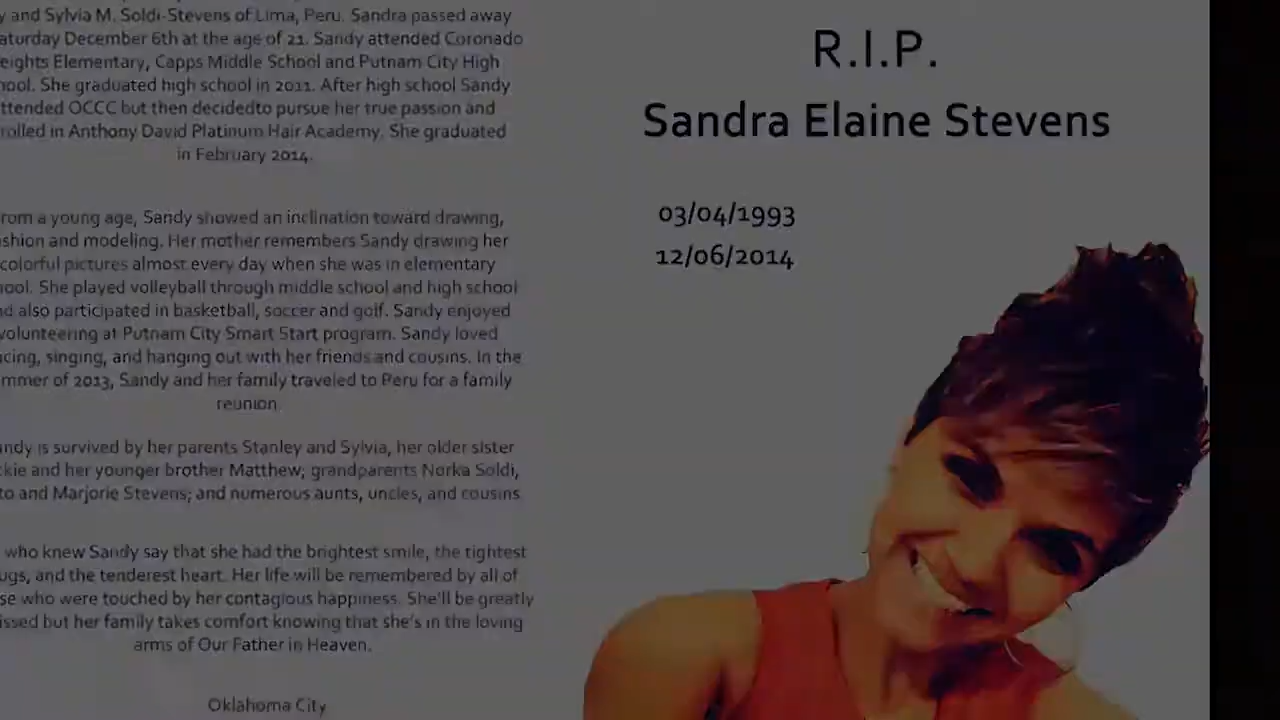 y and Sylvia M. Soldi-Stevens of Lima, Peru. Sandra passed away
aturday December 6th at the age of 21. Sandy attended Coronado
eights Elementary, Capps Middle School and Putnam City High
hool. She graduated high school in 2011. After high school Sandy
ttended OCCC but then decidedto pursue her true passion and
rolled in Anthony David Platinum Hair Academy. She graduated
in February 2014.
rom a young age, Sandy showed an inclination toward drawing,
ashion and modeling. Her mother remembers Sandy drawing her
colorful pictures almost every day when she was in elementary
hool. She played volleyball through middle school and high school
nd also participated in basketball, soccer and golf. Sandy enjoyed
volunteering at Putnam City Smart Start program. Sandy loved
ncing, singing, and hanging out with her friends and cousins. In the
mmer of 2013, Sandy and her family traveled to Peru for a family
reunion.
andy is survived by her parents Stanley and Sylvia, her older sister
ckie and her younger brother Matthew; grandparents Norka Soldi,
to and Marjorie Stevens; and numerous aunts, uncles, and cousins
who knew Sandy say that she had the brightest smile, the tightest
ugs, and the tenderest heart. Her life will be remembered by all of
se who were touched by her contagious happiness. She'll be greatly
issed but her family takes comfort knowing that she's in the loving
arms of Our Father in Heaven.
Oklahoma City
R.I.P.
Sandra Elaine Stevens
03/04/1993
12/06/2014